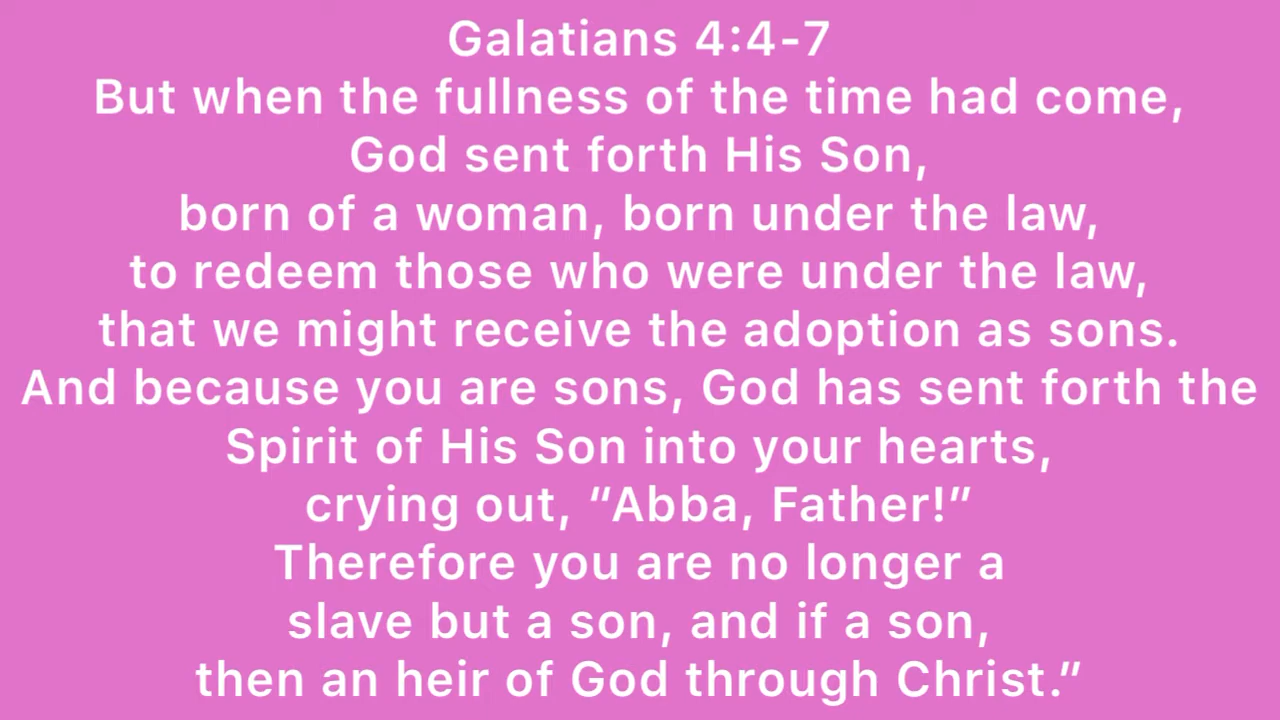 Galatians 4:4-7
But when the fullness of the time had come,
God sent forth His Son,
born of a woman, born under the law,
to redeem those who were under the law,
that we might receive the adoption as sons.
And because you are sons, God has sent forth the
Spirit of His Son into your hearts,
crying out, “Abba, Father!”
Therefore you are no longer a
slave but a son, and if a son,
then an heir of God through Christ.”